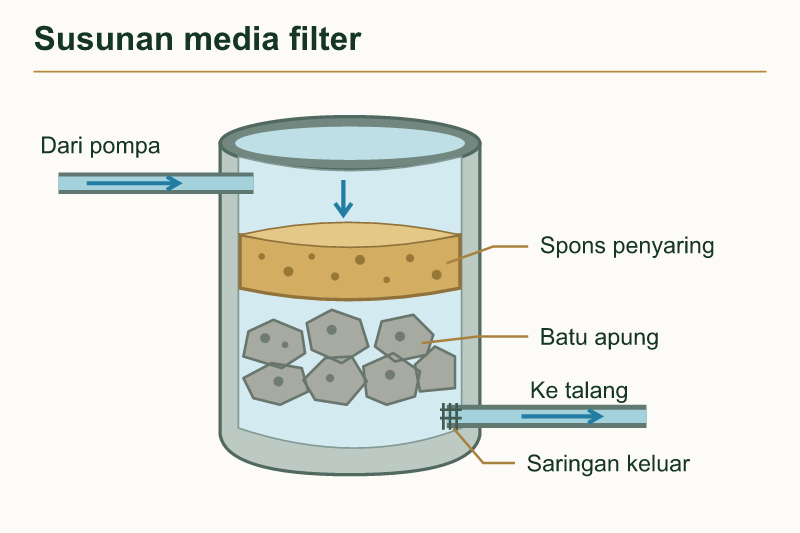 Susunan media filter
Dari pompa
Spons penyaring
Batu apung
Ke talang
Saringan keluar